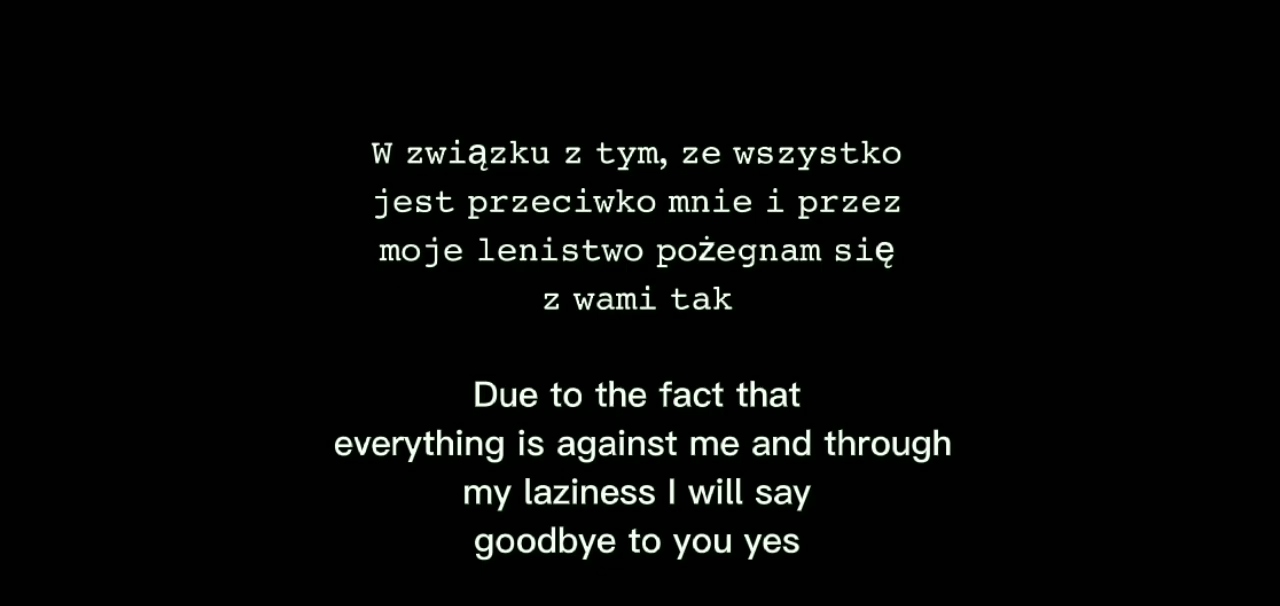 W związku z tym, ze wszystko
jest przeciwko mnie i przez
moje lenistwo pożegnam się
z wami tak
Due to the fact that
everything is against me and through
my laziness I will say
goodbye to you yes